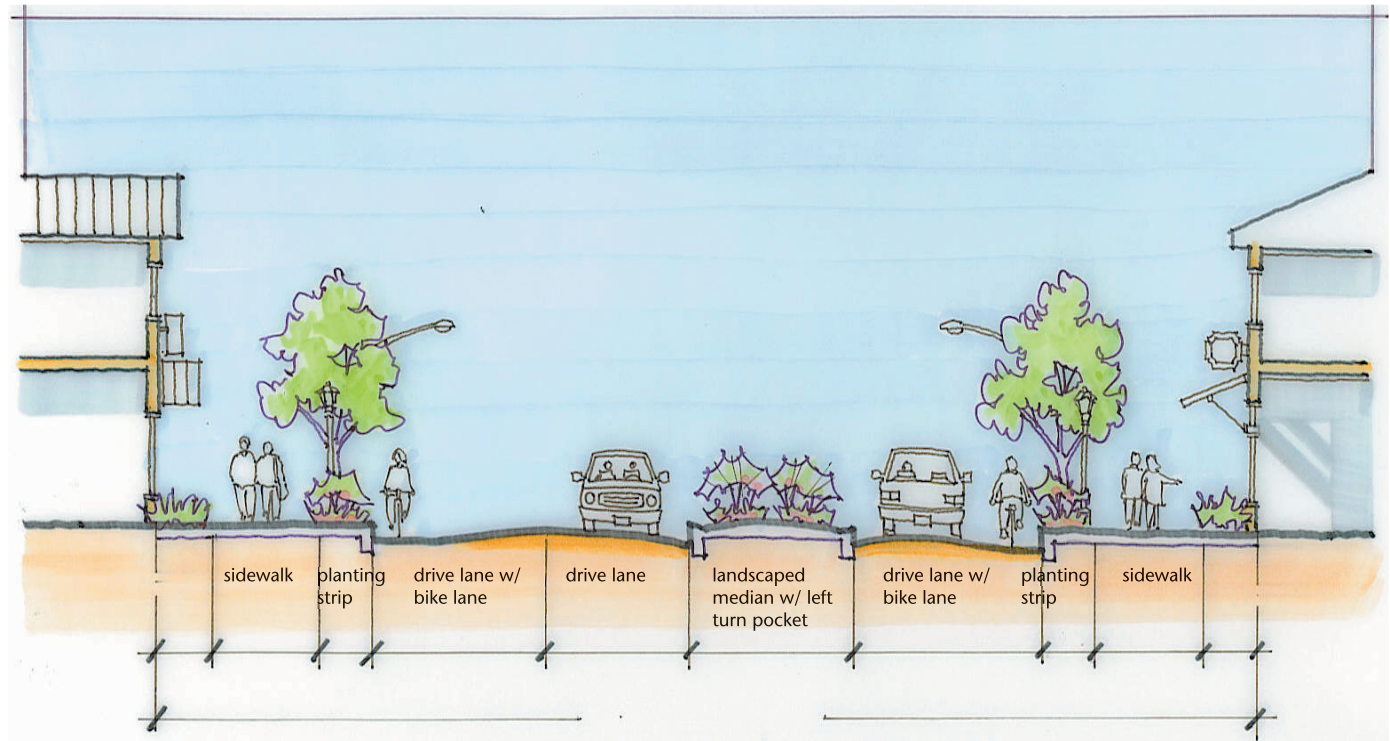 sidewalk
planting
strip
drive lane w/
bike lane
drive lane
landscaped
median w/ left
turn pocket
drive lane w/
bike lane
planting
strip
sidewalk